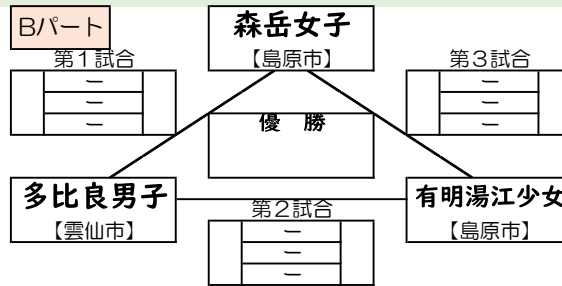 Bパート
森岳女子
【島原市】
第1試合
第3試合
ー
ー
ー
ー
ー
ー
優 勝
多比良男子
【雲仙市】
有明湯江少女
【島原市】
第2試合
ー
ー
ー